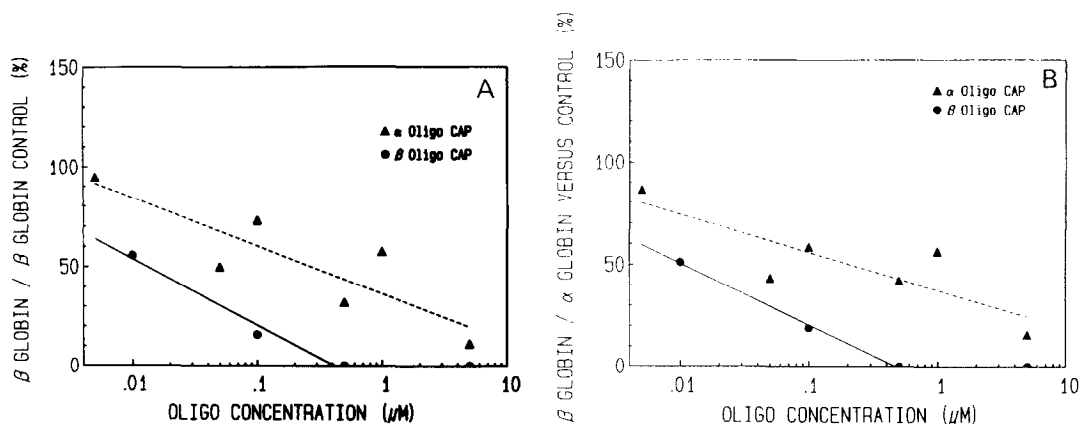 β GLOBIN / β GLOBIN CONTROL (%)
150
100
50
0
A
▲ α Oligo CAP
● β Oligo CAP
.01 .1 1 10
OLIGO CONCENTRATION (μM)
β GLOBIN / α GLOBIN VERSUS CONTROL (%)
150
100
50
0
B
▲ α Oligo CAP
● β Oligo CAP
.01 .1 1 10
OLIGO CONCENTRATION (μM)